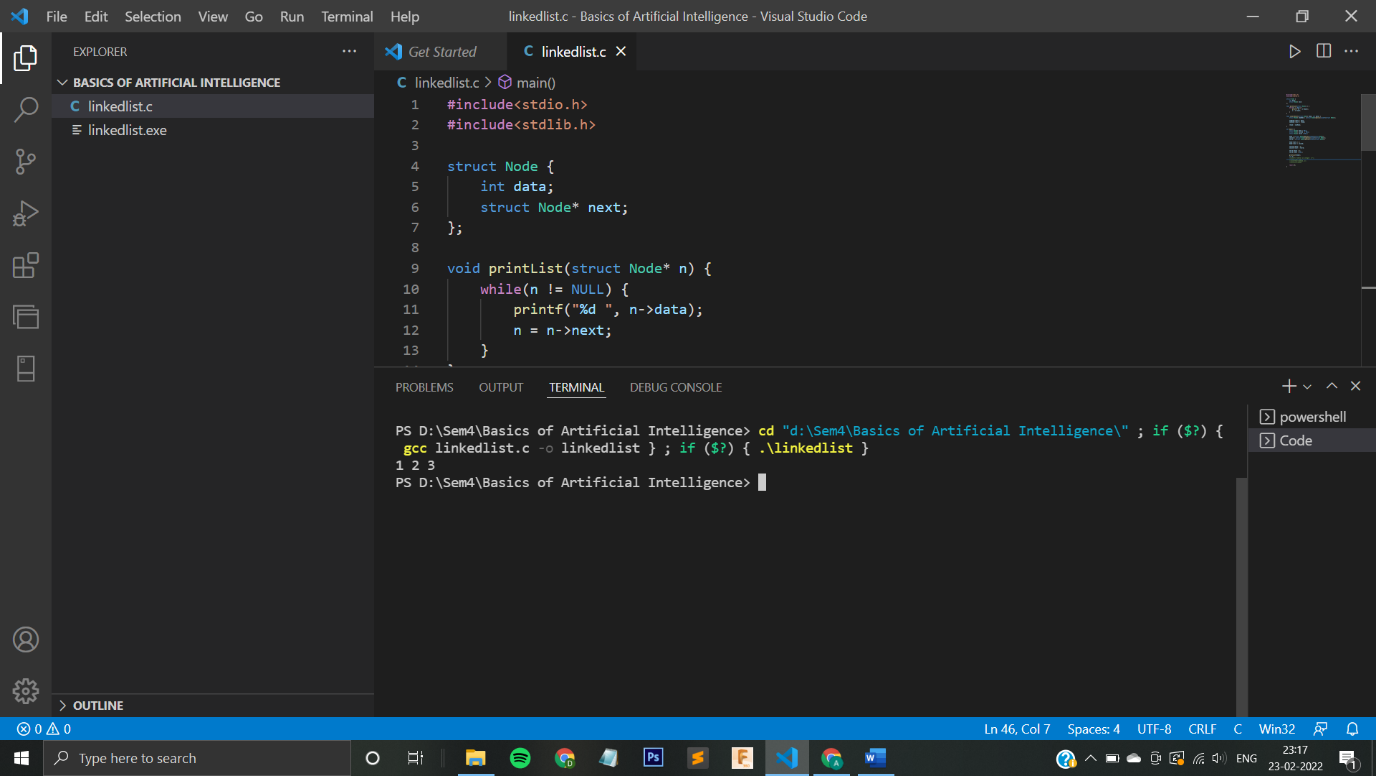 File Edit Selection View Go Run Terminal Help
linkedlist.c - Basics of Artificial Intelligence - Visual Studio Code
EXPLORER
BASICS OF ARTIFICIAL INTELLIGENCE
C linkedlist.c
linkedlist.exe
OUTLINE
Get Started
C linkedlist.c
C linkedlist.c > main()
1 #include<stdio.h>
2 #include<stdlib.h>
3
4 struct Node {
5 int data;
6 struct Node* next;
7 };
8
9 void printList(struct Node* n) {
10 while(n != NULL) {
11 printf("%d ", n->data);
12 n = n->next;
13 }
PROBLEMS OUTPUT TERMINAL DEBUG CONSOLE
PS D:\Sem4\Basics of Artificial Intelligence> cd "d:\Sem4\Basics of Artificial Intelligence\" ; if ($?) {
gcc linkedlist.c -o linkedlist } ; if ($?) { .\linkedlist }
1 2 3
PS D:\Sem4\Basics of Artificial Intelligence>
powershell
Code
0 0 Ln 46, Col 7 Spaces: 4 UTF-8 CRLF C Win32
Type here to search
Ps
ENG
23:17
23-02-2022
1